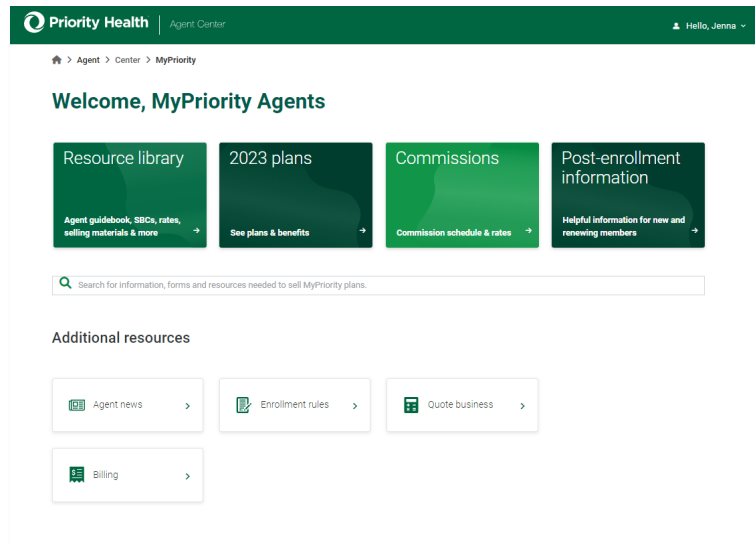 Priority Health Agent Center
Hello, Jenna
> Agent > Center > MyPriority
Welcome, MyPriority Agents
Resource library
Agent guidebook, SBCs, rates,
selling materials & more
2023 plans
See plans & benefits
Commissions
Commission schedule & rates
Post-enrollment
information
Helpful information for new and
renewing members
Search for information, forms and resources needed to sell MyPriority plans.
Additional resources
Agent news
Enrollment rules
Quote business
Billing